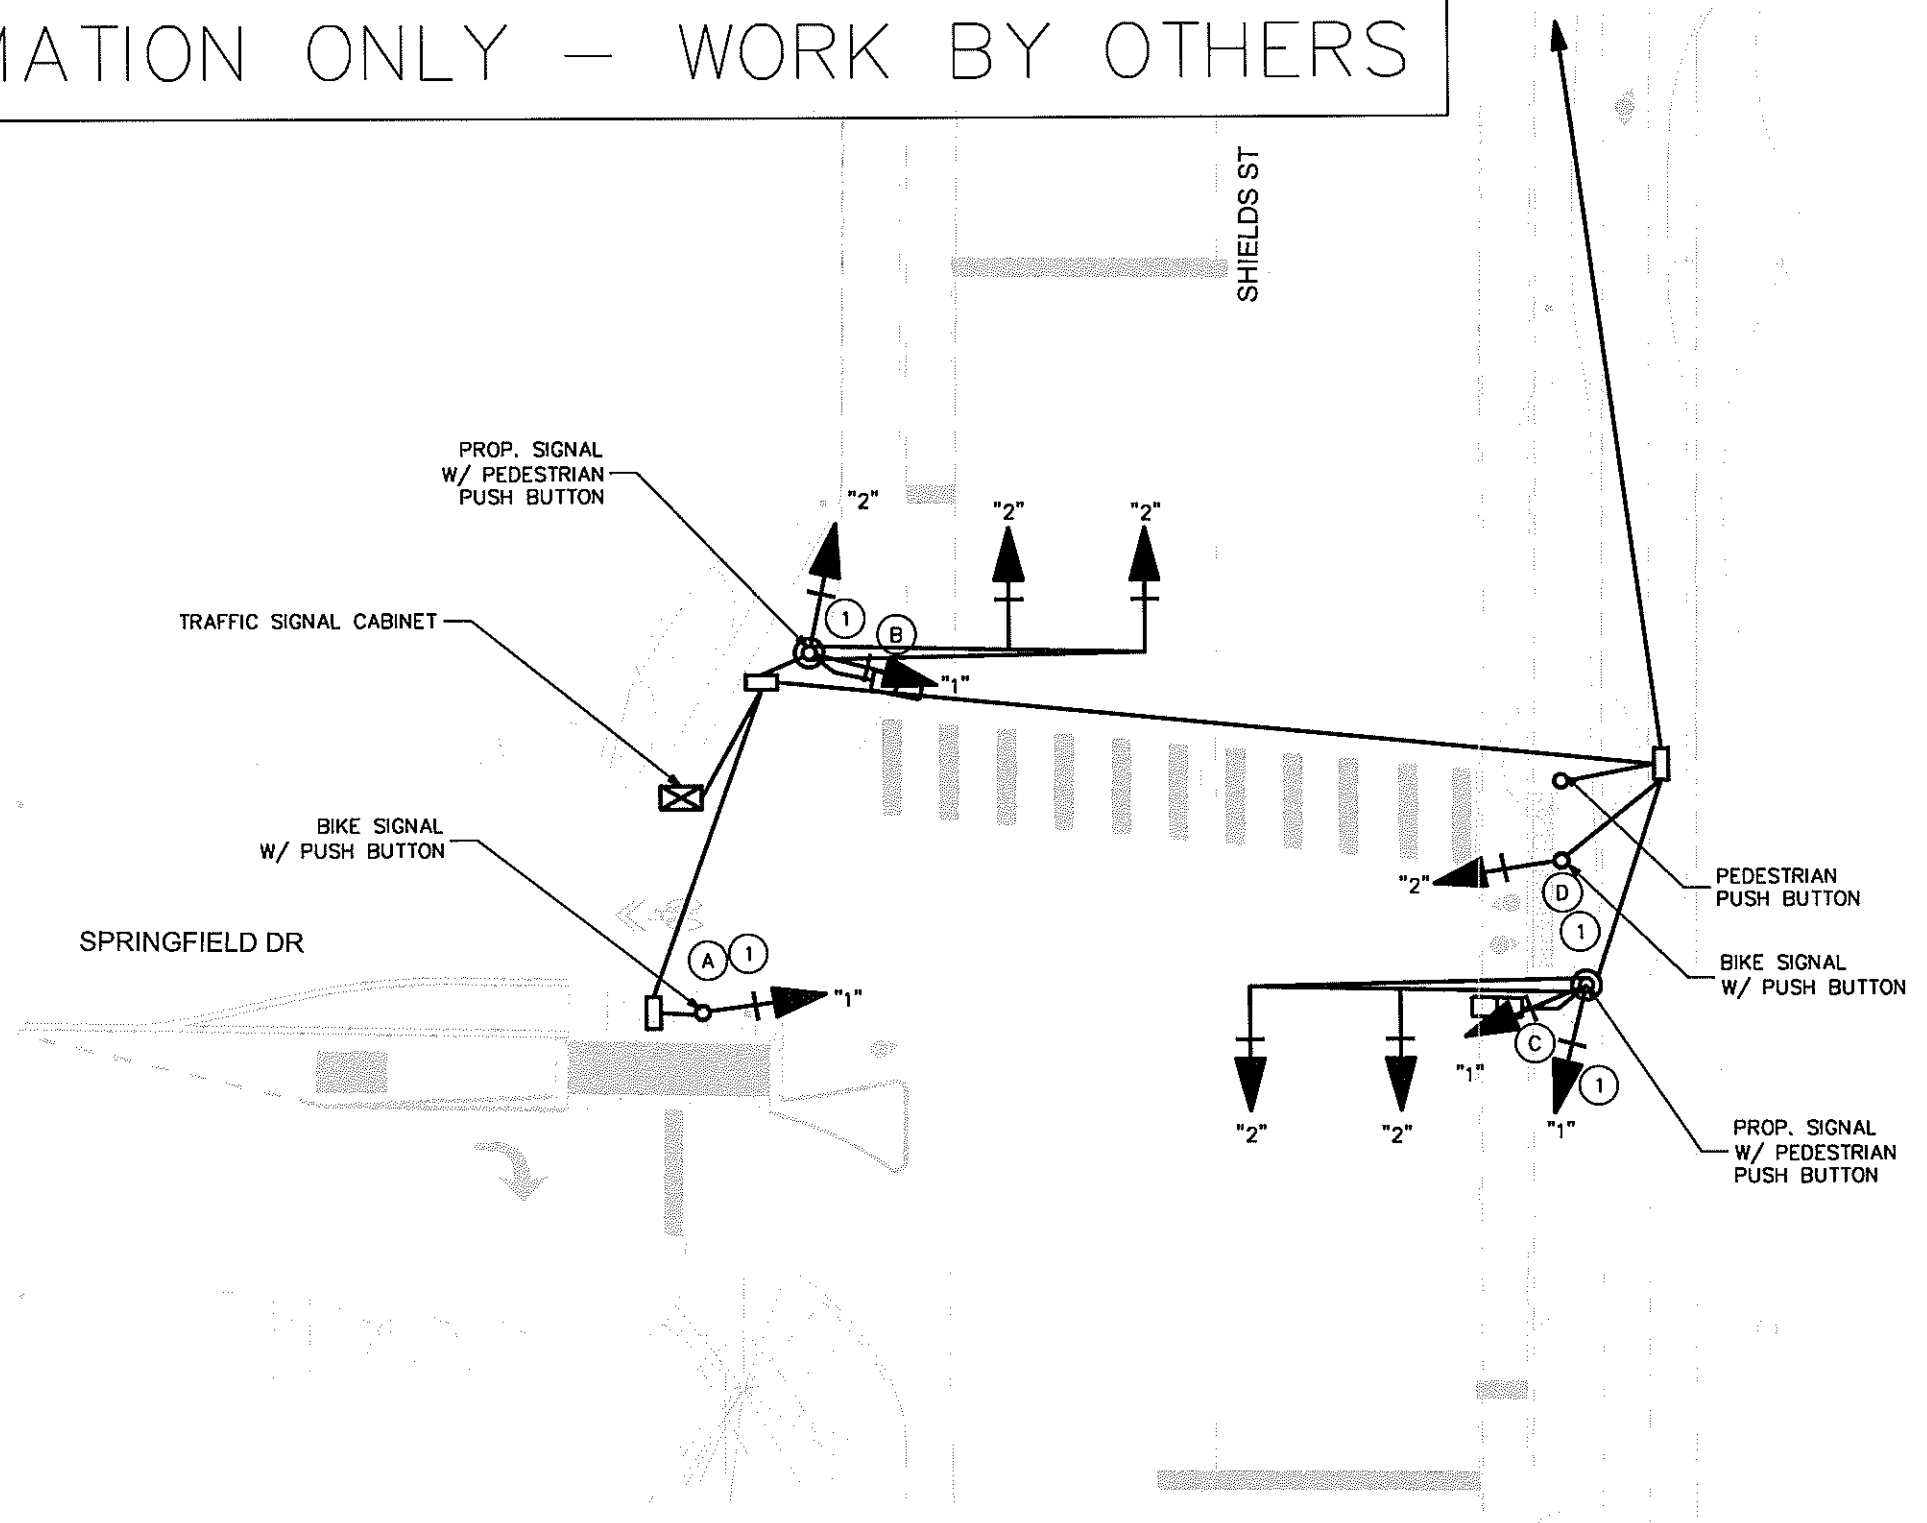 MATION ONLY – WORK BY OTHERS
SHIELDS ST
PROP. SIGNAL
W/ PEDESTRIAN
PUSH BUTTON
"2"
"2"
"2"
TRAFFIC SIGNAL CABINET
1
B
"1"
BIKE SIGNAL
W/ PUSH BUTTON
"2"
D
PEDESTRIAN
PUSH BUTTON
1
SPRINGFIELD DR
A
1
"1"
BIKE SIGNAL
W/ PUSH BUTTON
C
"1"
1
"2"
"2"
"1"
PROP. SIGNAL
W/ PEDESTRIAN
PUSH BUTTON